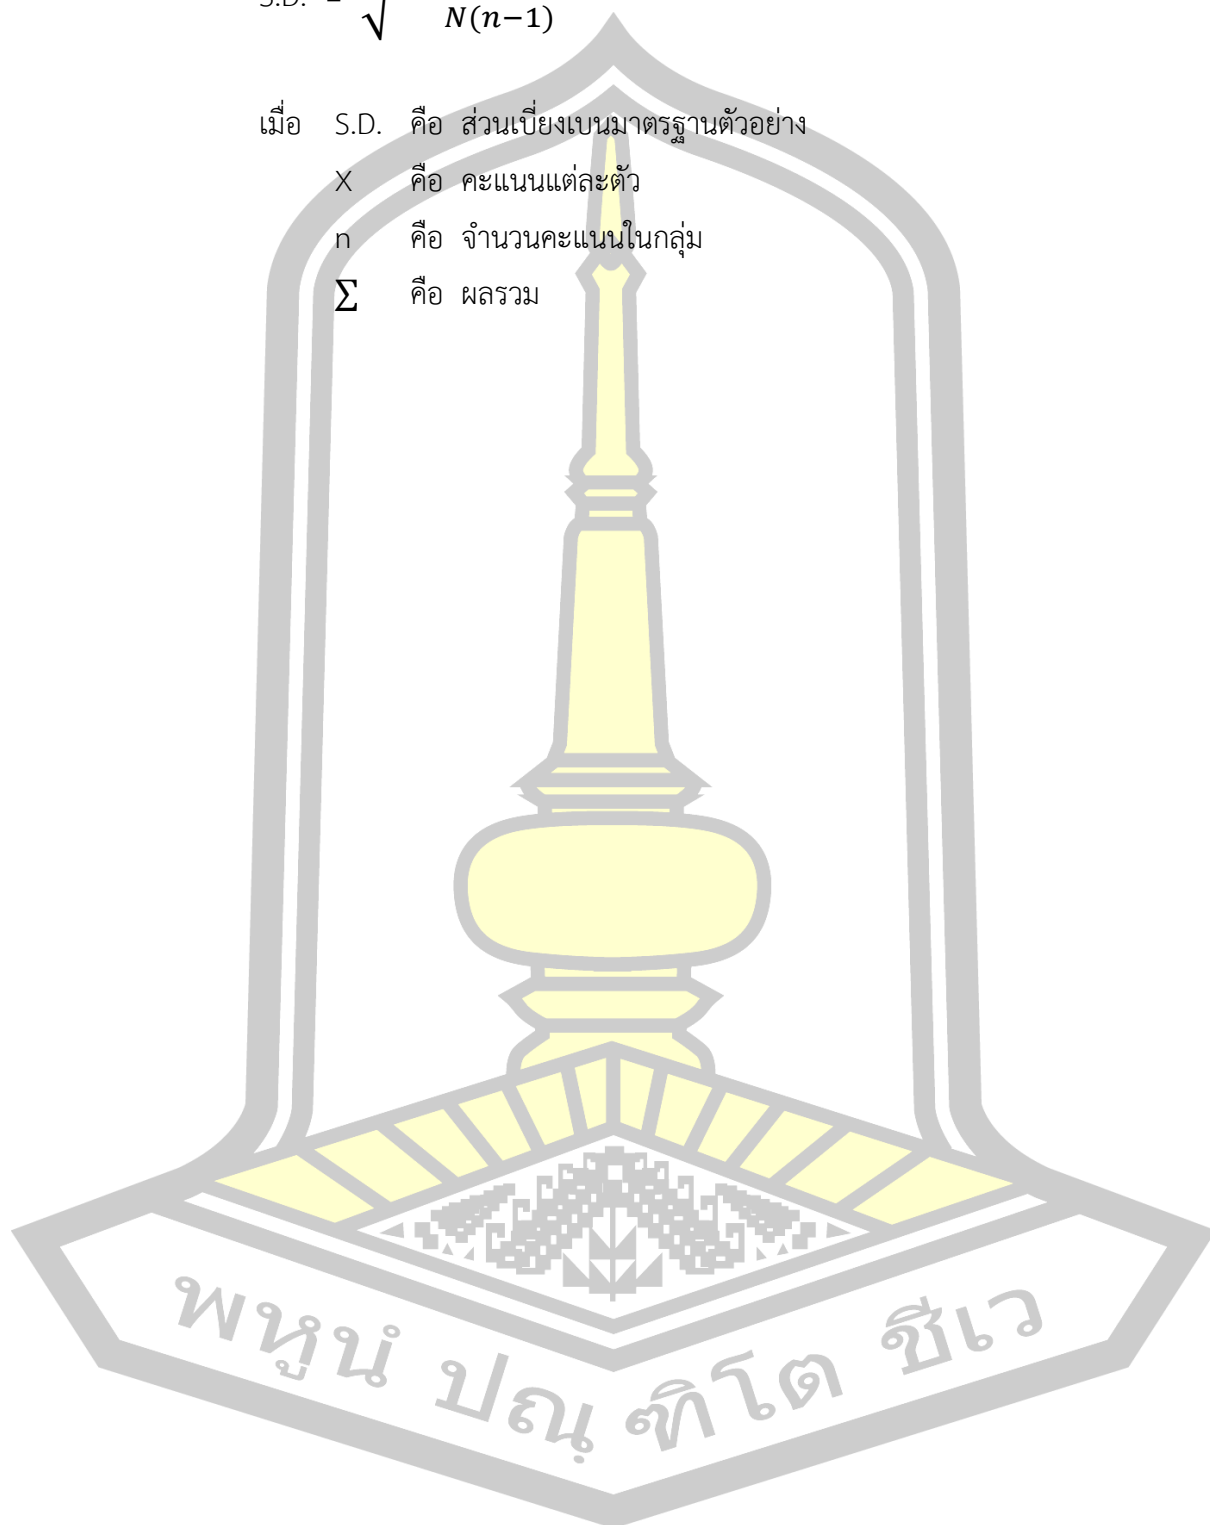 S.D. = √ N(n−1)
เมื่อ S.D. คือ ส่วนเบี่ยงเบนมาตรฐานตัวอย่าง
X คือ คะแนนแต่ละตัว
n คือ จำนวนคะแนนในกลุ่ม
∑ คือ ผลรวม
พหูนํ ปณฺ ฑิโต ชีเว